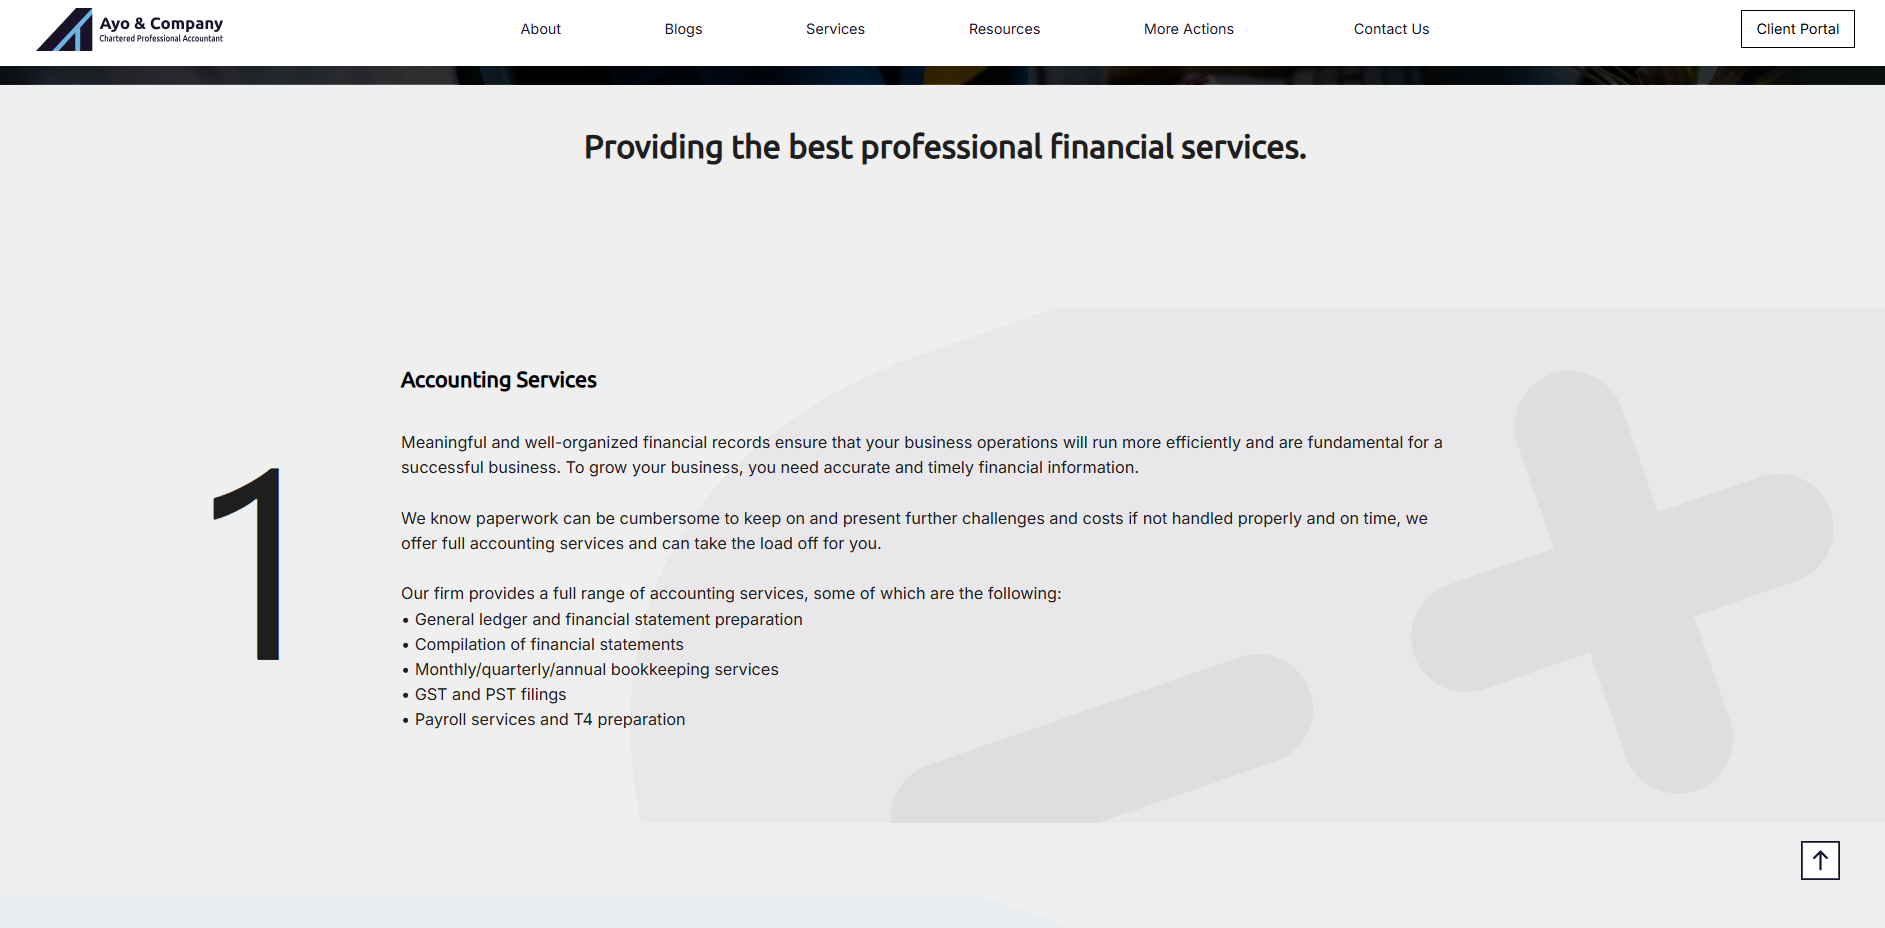 Ayo & Company
Chartered Professional Accountant
About
Blogs
Services
Resources
More Actions
Contact Us
Client Portal
Providing the best professional financial services.
1
Accounting Services
Meaningful and well-organized financial records ensure that your business operations will run more efficiently and are fundamental for a
successful business. To grow your business, you need accurate and timely financial information.
We know paperwork can be cumbersome to keep on and present further challenges and costs if not handled properly and on time, we
offer full accounting services and can take the load off for you.
Our firm provides a full range of accounting services, some of which are the following:
• General ledger and financial statement preparation
• Compilation of financial statements
• Monthly/quarterly/annual bookkeeping services
• GST and PST filings
• Payroll services and T4 preparation